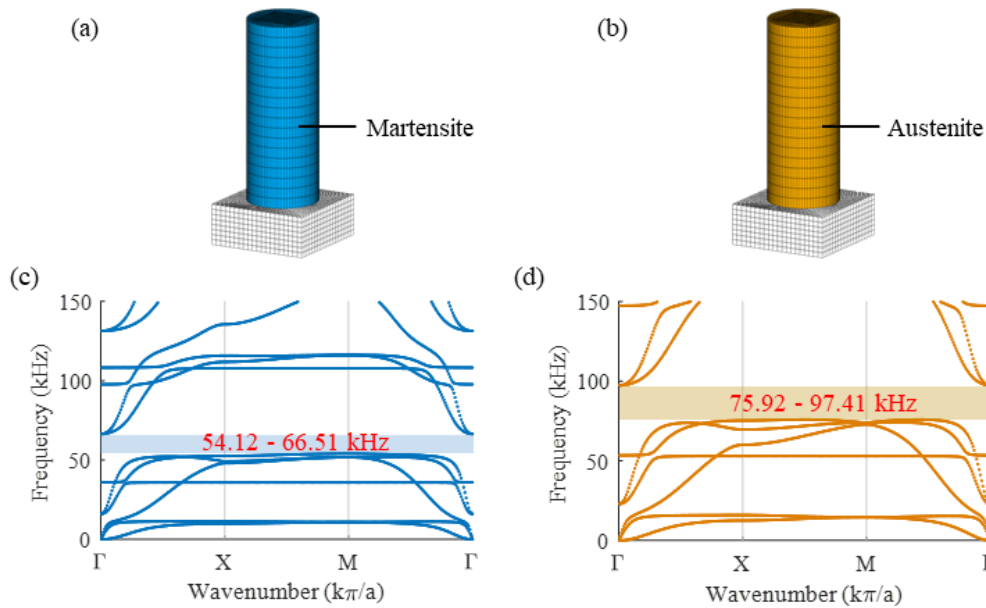 (a)
Martensite
(b)
Austenite
(c)
150
100
50
0
Frequency (kHz)
54.12 - 66.51 kHz
Γ X M Γ
Wavenumber (kπ/a)
(d)
150
100
50
0
Frequency (kHz)
75.92 - 97.41 kHz
Γ X M
Wavenumber (kπ/a)